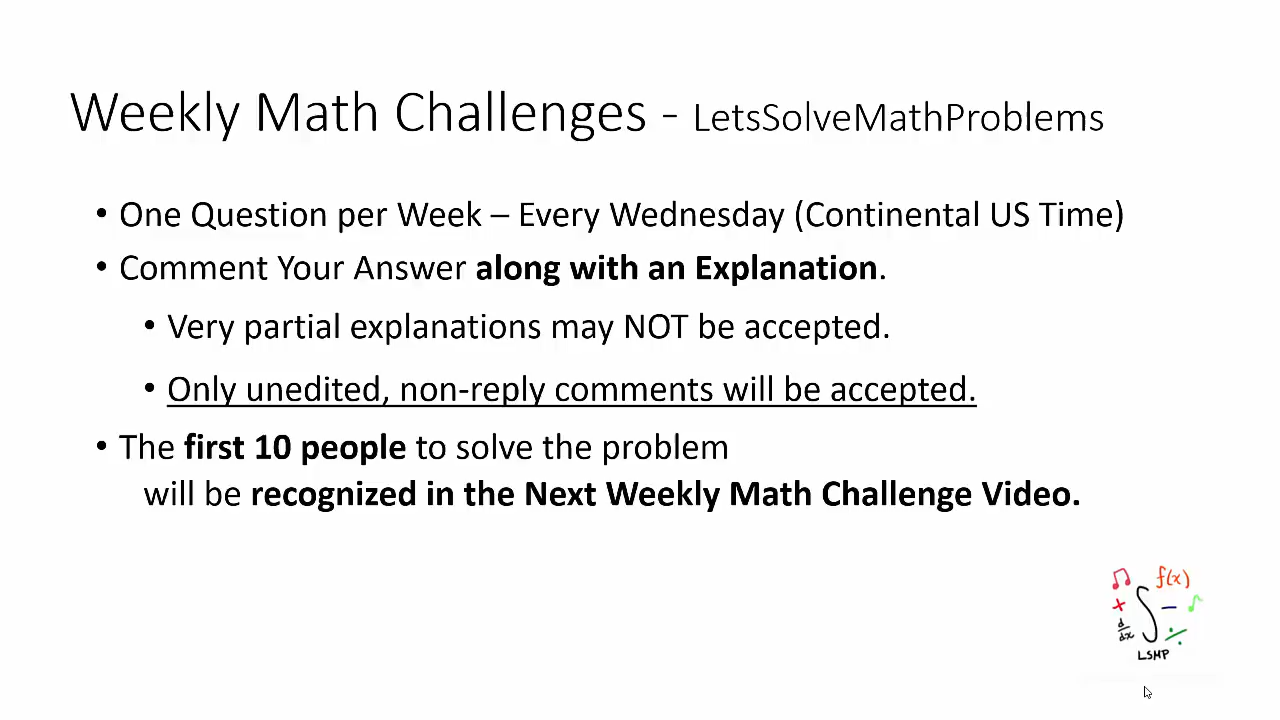 Weekly Math Challenges - LetsSolveMathProblems
• One Question per Week – Every Wednesday (Continental US Time)
• Comment Your Answer along with an Explanation.
• Very partial explanations may NOT be accepted.
• Only unedited, non-reply comments will be accepted.
• The first 10 people to solve the problem
will be recognized in the Next Weekly Math Challenge Video.
f(x)
+ ∫ −
d/dx ÷
LSMP